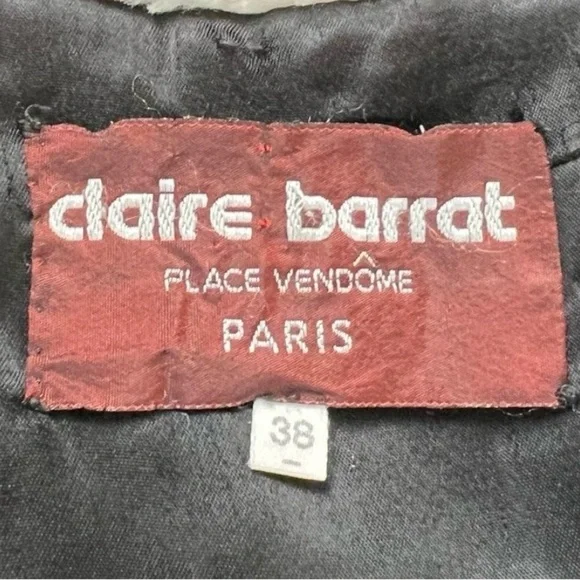 claire barrat
PLACE VENDÔME
PARIS
38